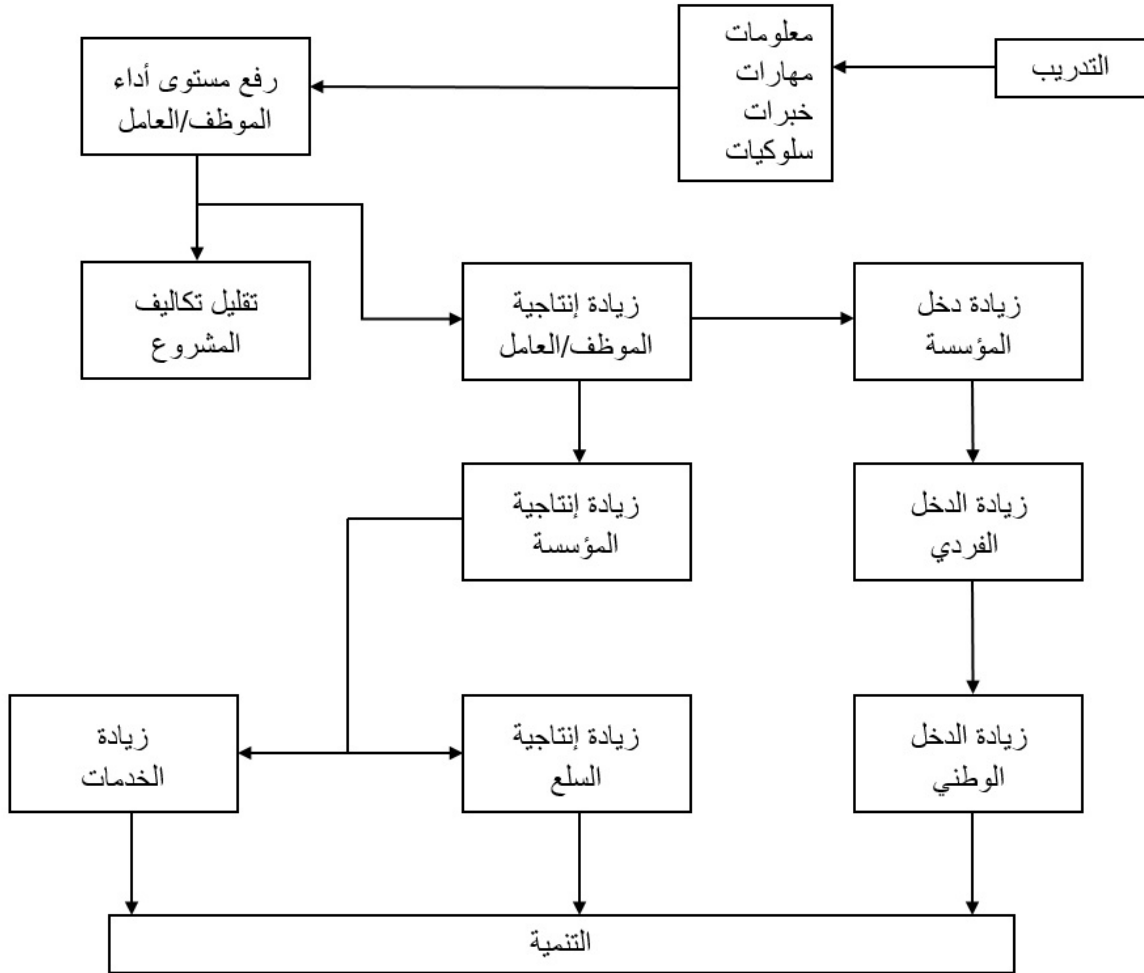 التدريب
معلومات
مهارات
خبرات
سلوكيات
رفع مستوى أداء
الموظف/العامل
زيادة دخل
المؤسسة
زيادة إنتاجية
الموظف/العامل
تقليل تكاليف
المشروع
زيادة الدخل
الفردي
زيادة إنتاجية
المؤسسة
زيادة الدخل
الوطني
زيادة إنتاجية
السلع
زيادة
الخدمات
التنمية